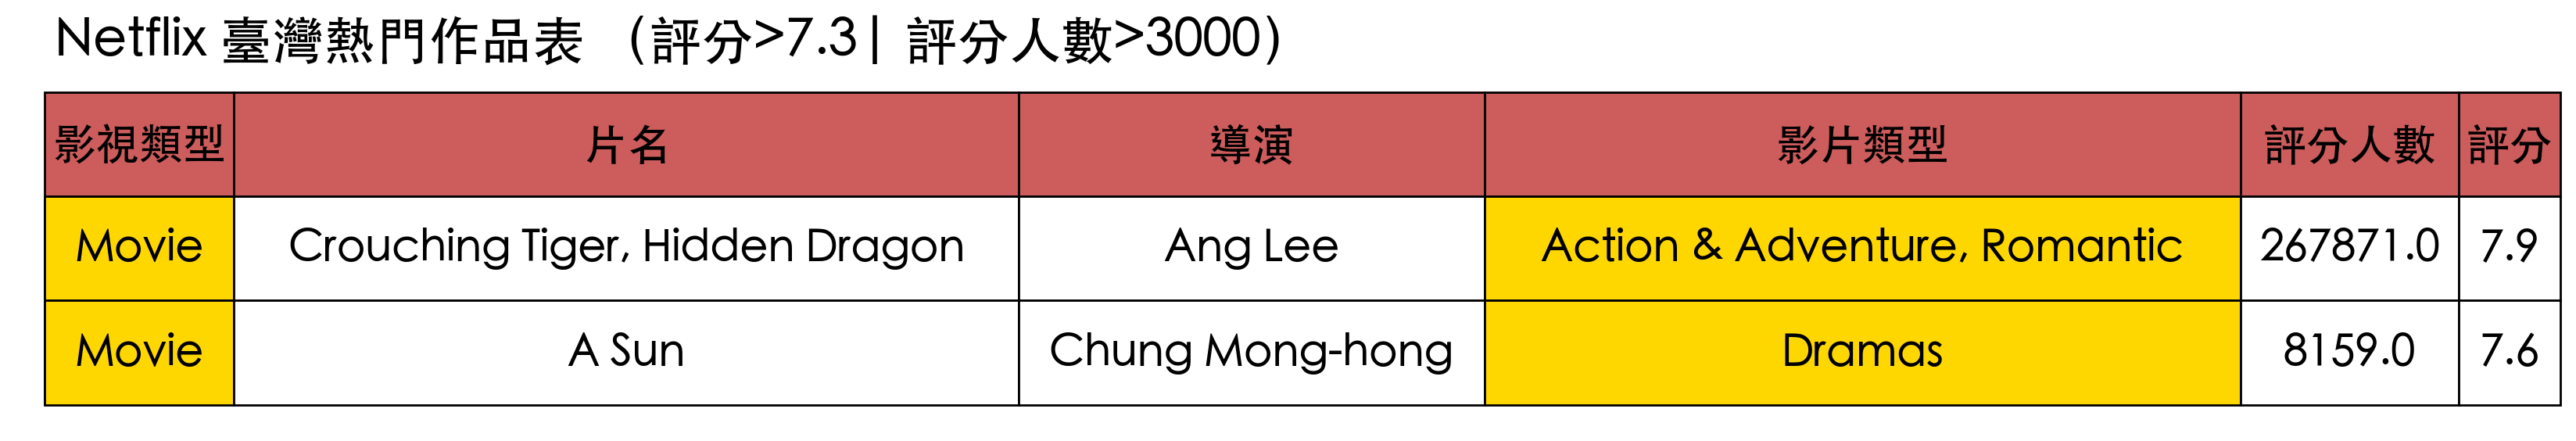 Netflix 臺灣熱門作品表 （評分>7.3| 評分人數>3000）
影視類型 片名 導演 影片類型 評分人數 評分
Movie Crouching Tiger, Hidden Dragon Ang Lee Action & Adventure, Romantic 267871.0 7.9
Movie A Sun Chung Mong-hong Dramas 8159.0 7.6